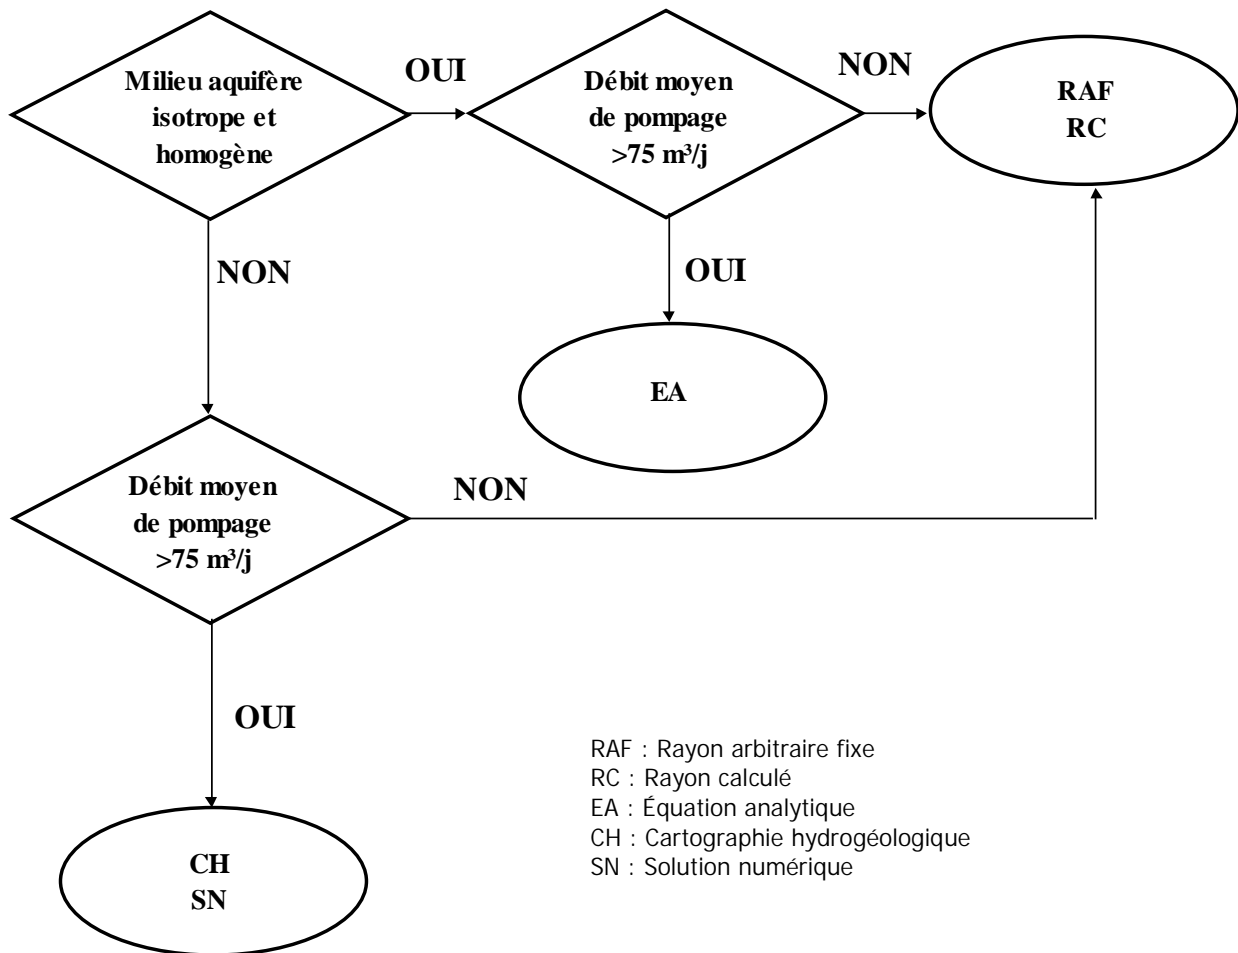 Milieu aquifère
isotrope et
homogène
OUI
Débit moyen
de pompage
>75 m³/j
NON
RAF
RC
NON
OUI
EA
Débit moyen
de pompage
>75 m³/j
NON
OUI
CH
SN
RAF : Rayon arbitraire fixe
RC : Rayon calculé
EA : Équation analytique
CH : Cartographie hydrogéologique
SN : Solution numérique